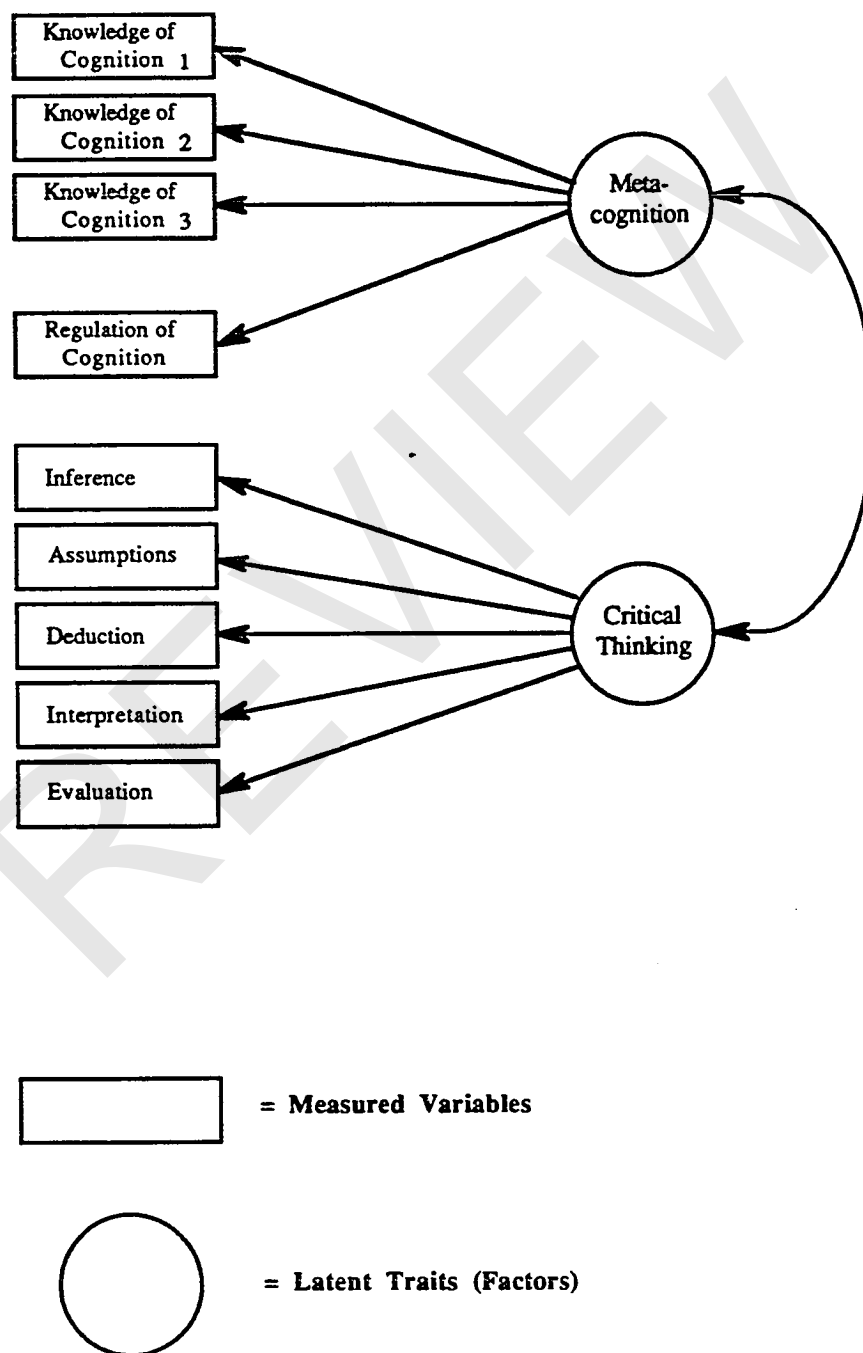 Knowledge of
Cognition 1
Knowledge of
Cognition 2
Knowledge of
Cognition 3
Regulation of
Cognition
Meta-
cognition
Inference
Assumptions
Deduction
Interpretation
Evaluation
Critical
Thinking
= Measured Variables
= Latent Traits (Factors)
REVIEW